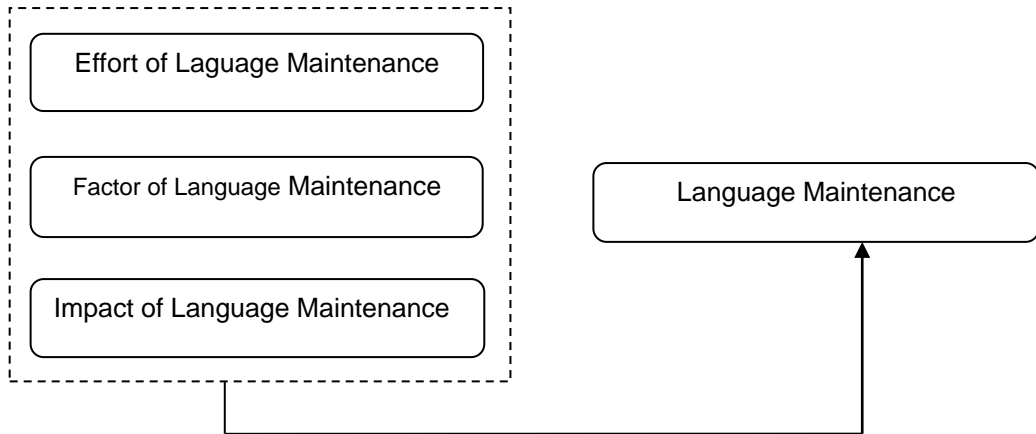 Effort of Laguage Maintenance
Factor of Language Maintenance
Language Maintenance
Impact of Language Maintenance